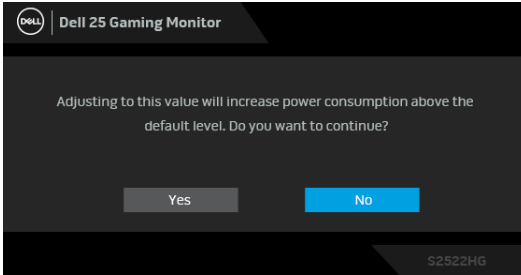 DELL Dell 25 Gaming Monitor
Adjusting to this value will increase power consumption above the
default level. Do you want to continue?
Yes No
S2522HG